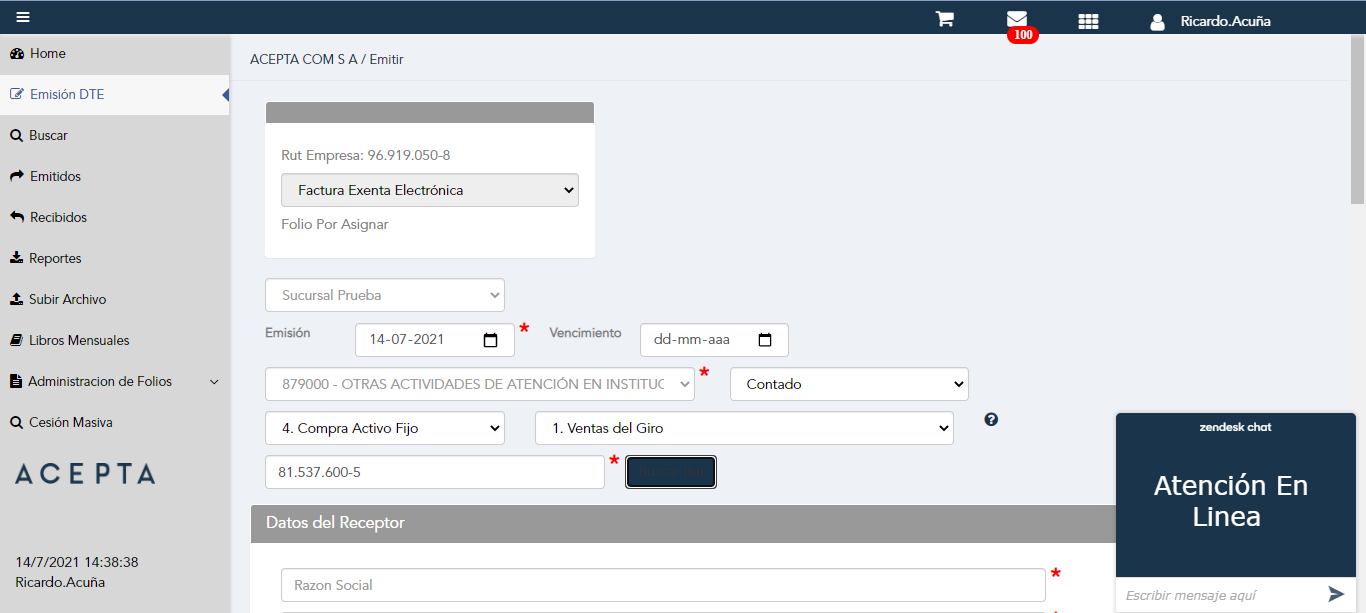 Ricardo.Acuña
100
Home
Emisión DTE
Buscar
Emitidos
Recibidos
Reportes
Subir Archivo
Libros Mensuales
Administracion de Folios
Cesión Masiva
ACEPTA
14/7/2021 14:38:38
Ricardo.Acuña
ACEPTA COM S A / Emitir
Rut Empresa: 96.919.050-8
Factura Exenta Electrónica
Folio Por Asignar
Sucursal Prueba
Emisión 14-07-2021 * Vencimiento dd-mm-aaa
879000 - OTRAS ACTIVIDADES DE ATENCIÓN EN INSTITUC * Contado
4. Compra Activo Fijo 1. Ventas del Giro
81.537.600-5 *
Datos del Receptor
Razon Social *
zendesk chat
Atención En
Linea
Escribir mensaje aquí